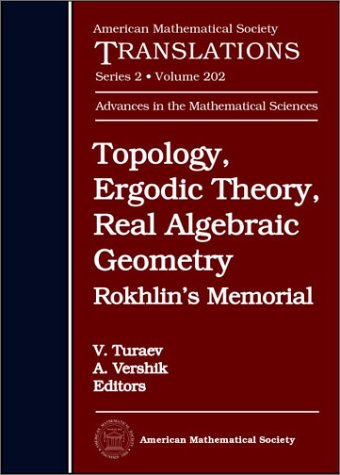 American Mathematical Society
TRANSLATIONS
Series 2 • Volume 202
Advances in the Mathematical Sciences
Topology,
Ergodic Theory,
Real Algebraic
Geometry
Rokhlin's Memorial
V. Turaev
A. Vershik
Editors
American Mathematical Society